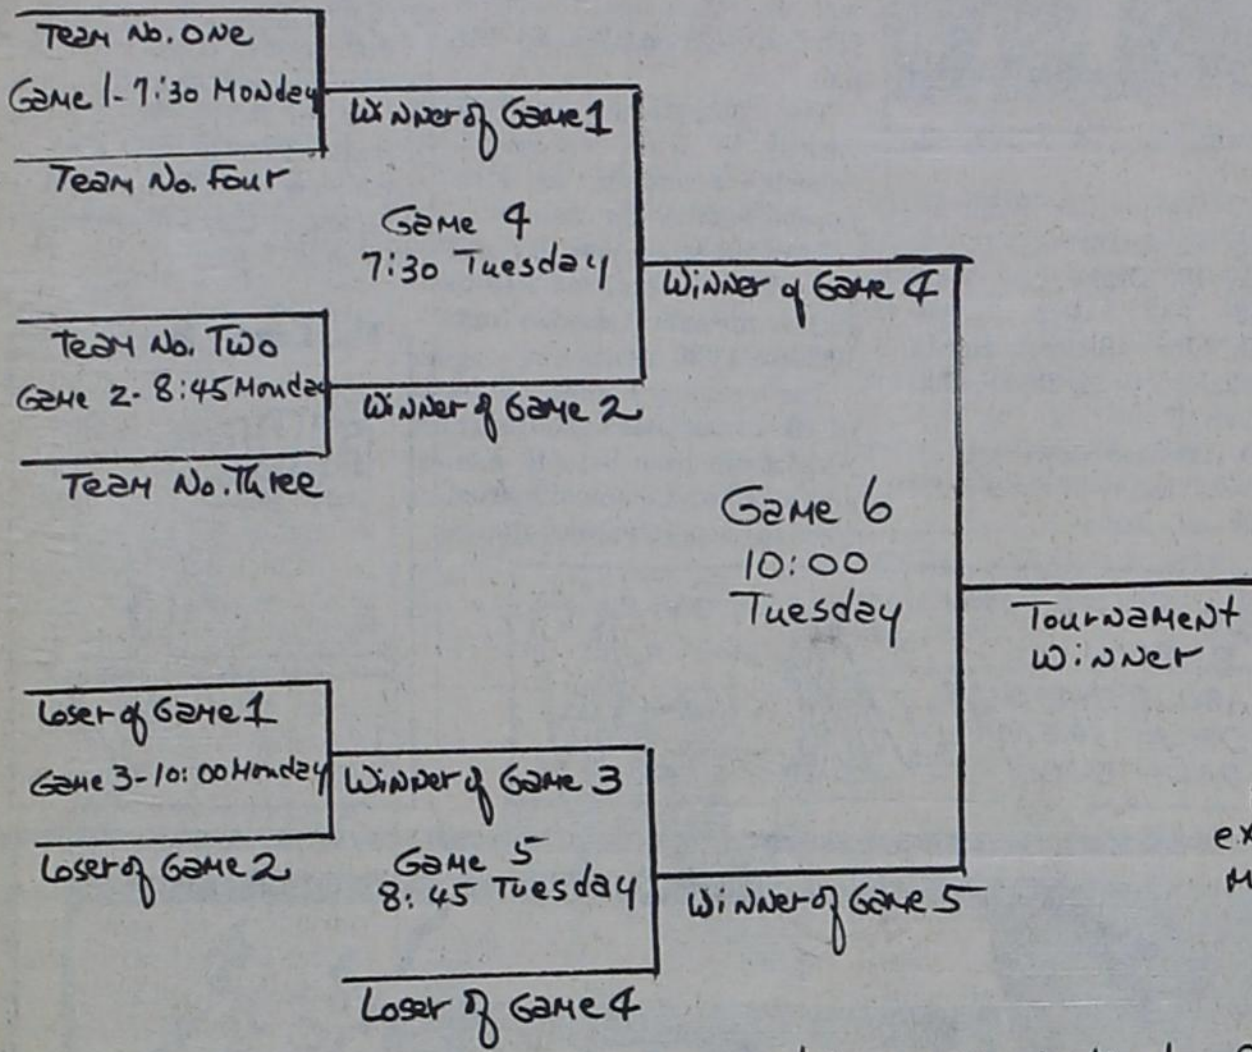 Team No. One
Game 1- 7:30 Monday
Team No. Four
Winner of Game 1
Game 4
7:30 Tuesday
Team No. Two
Game 2- 8:45 Monday
Team No. Three
Winner of Game 2
Winner of Game 4
Game 6
10:00
Tuesday
Tournament
Winner
Loser of Game 1
Game 3-10:00 Monday
Loser of Game 2
Winner of Game 3
Game 5
8:45 Tuesday
Loser of Game 4
Winner of Game 5